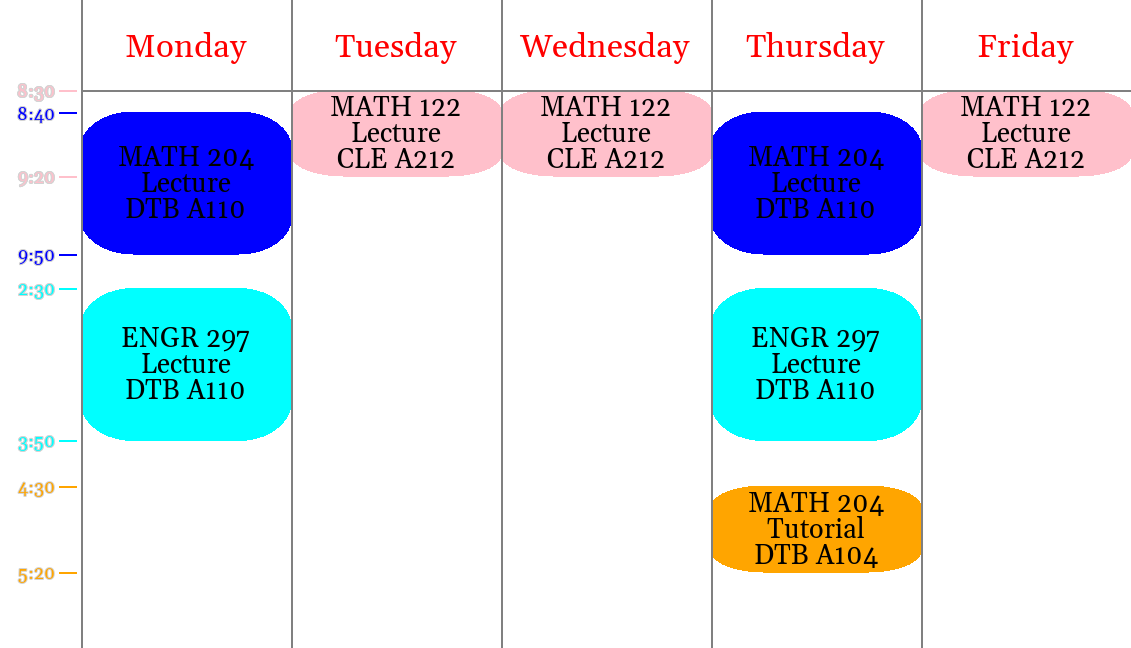 Monday Tuesday Wednesday Thursday Friday
8:30
8:40
9:20
9:50
2:30
3:50
4:30
5:20
MATH 204
Lecture
DTB A110
ENGR 297
Lecture
DTB A110
MATH 122
Lecture
CLE A212
MATH 122
Lecture
CLE A212
MATH 204
Lecture
DTB A110
ENGR 297
Lecture
DTB A110
MATH 204
Tutorial
DTB A104
MATH 122
Lecture
CLE A212